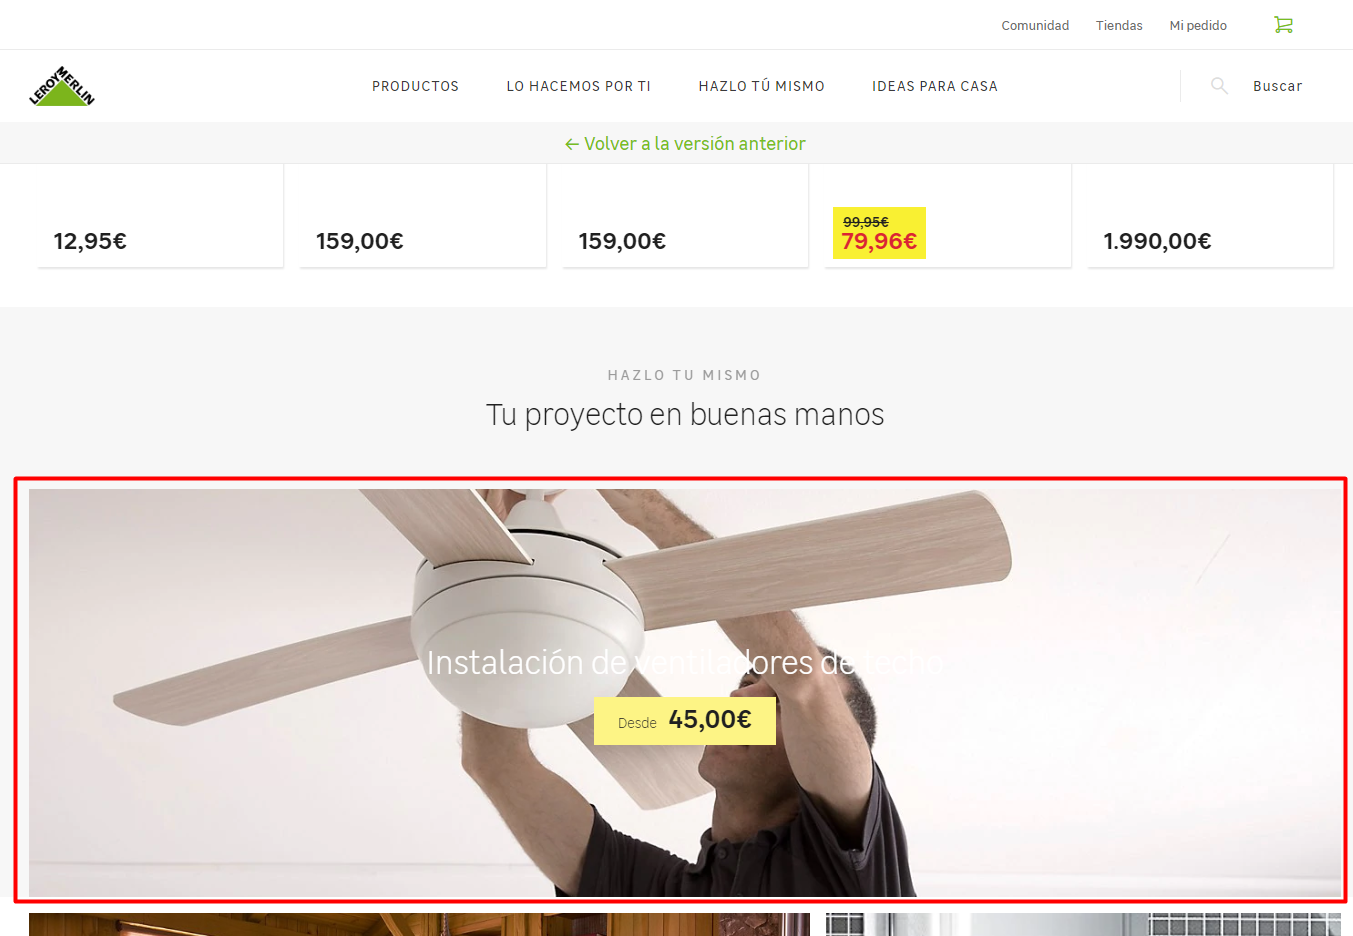 Comunidad Tiendas Mi pedido
LEROY MERLIN
PRODUCTOS LO HACEMOS POR TI HAZLO TÚ MISMO IDEAS PARA CASA Buscar
← Volver a la versión anterior
99,95€
12,95€ 159,00€ 159,00€ 79,96€ 1.990,00€
HAZLO TU MISMO
Tu proyecto en buenas manos
Instalación de ventiladores de techo
Desde 45,00€